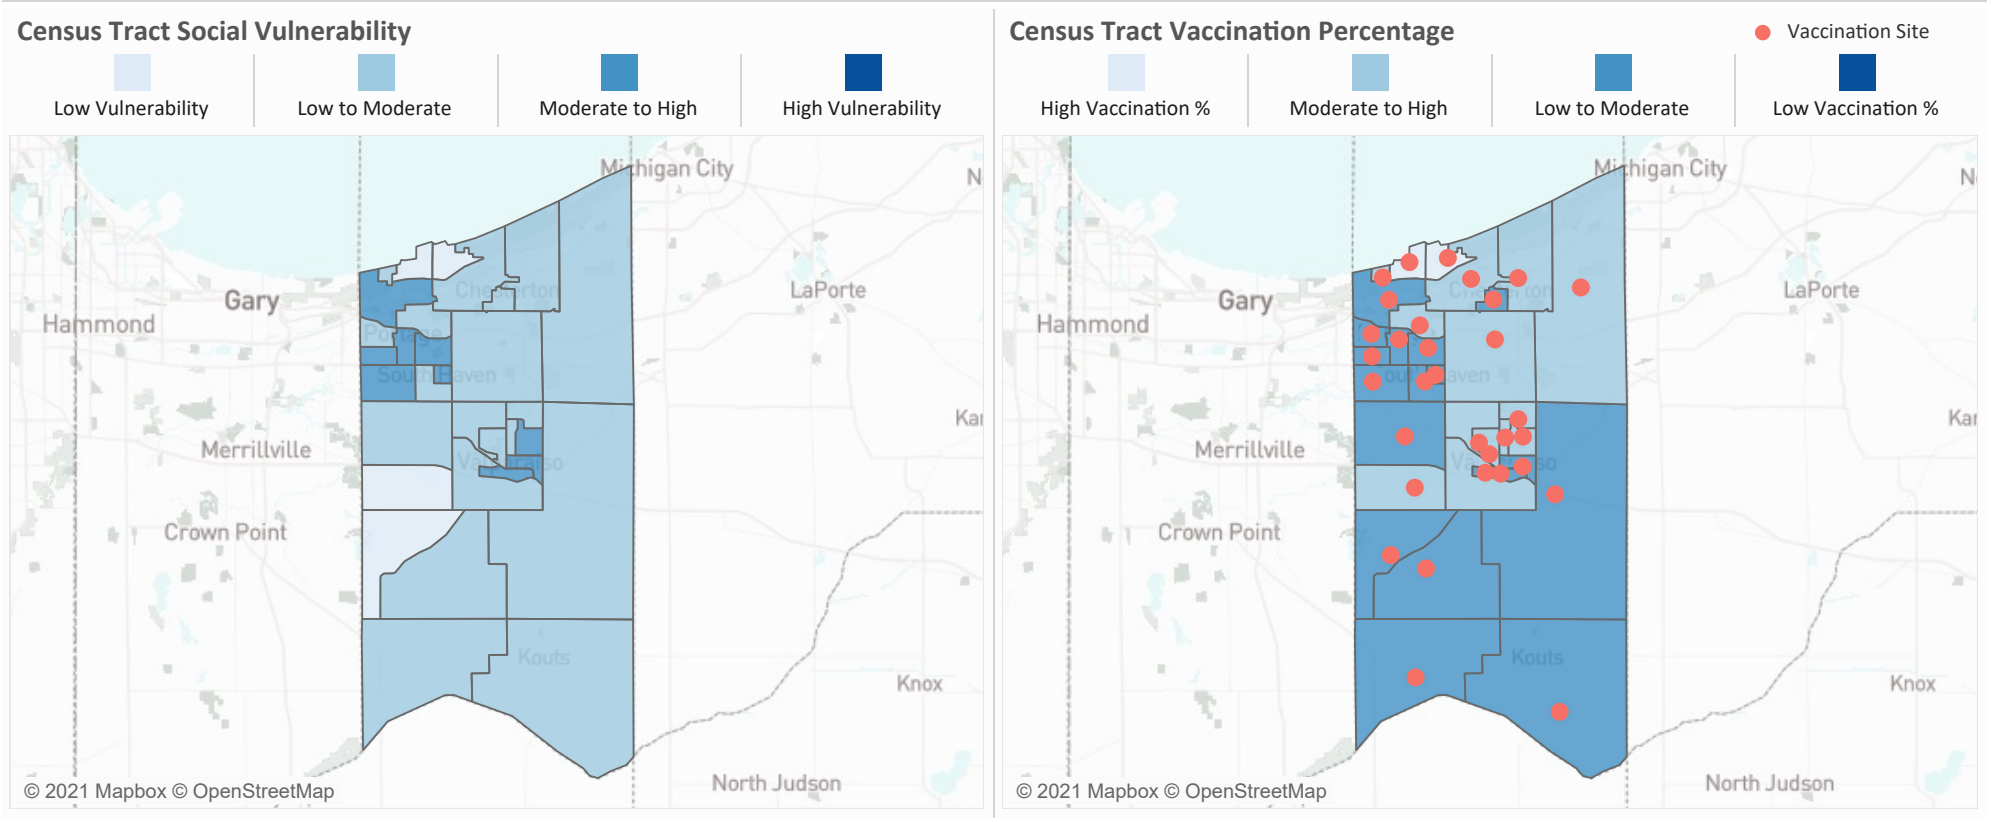 Census Tract Social Vulnerability
Low Vulnerability
Low to Moderate
Moderate to High
High Vulnerability
Michigan City
N
Gary
Chesterton
LaPorte
Hammond
Portage
South Haven
Kan
Merrillville
Valparaiso
Crown Point
Kouts
Knox
North Judson
© 2021 Mapbox © OpenStreetMap
Census Tract Vaccination Percentage
Vaccination Site
High Vaccination %
Moderate to High
Low to Moderate
Low Vaccination %
Michigan City
N
Gary
LaPorte
Hammond
Kan
Merrillville
Crown Point
Kouts
Knox
North Judson
© 2021 Mapbox © OpenStreetMap